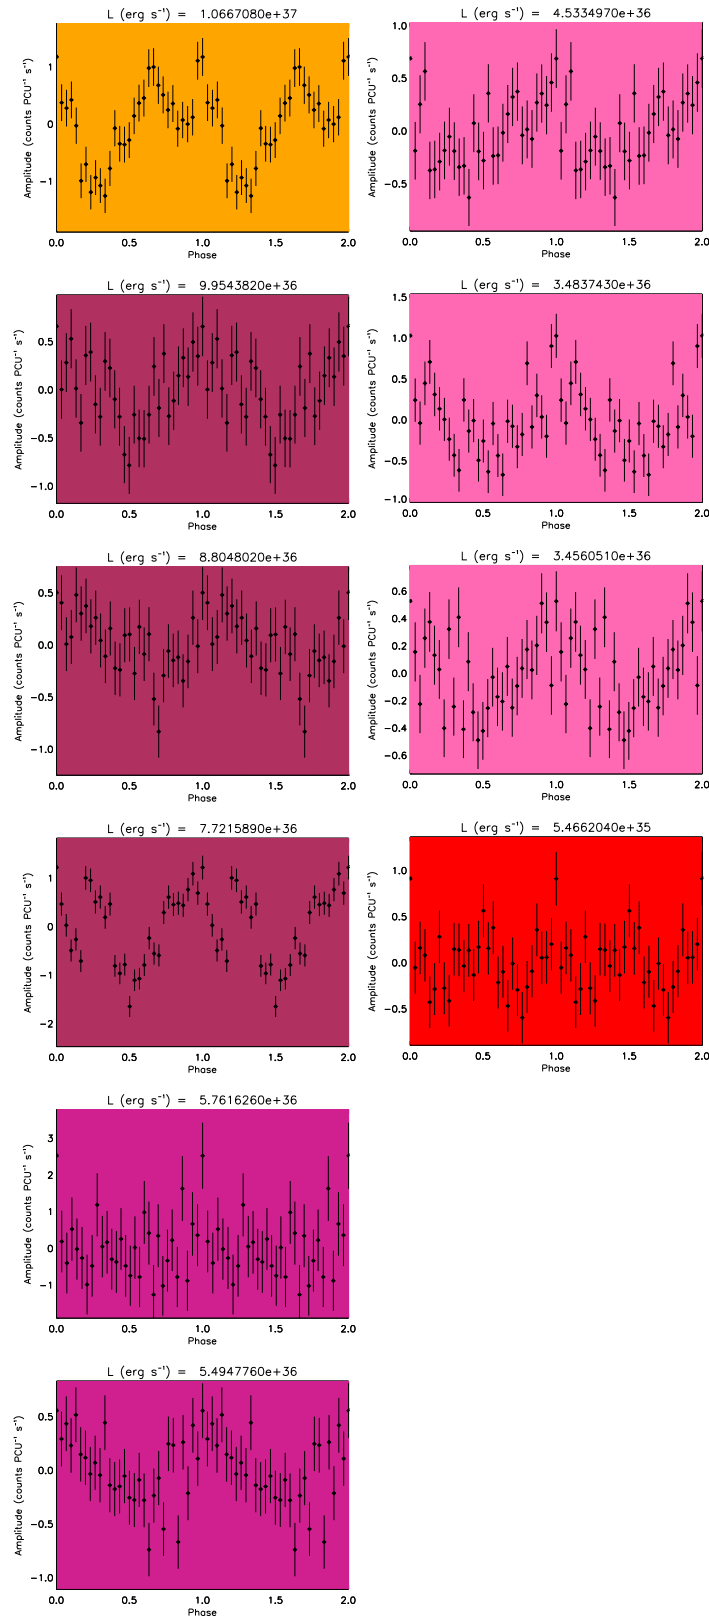 L (erg s⁻¹) = 1.0667080e+37
Amplitude (counts PCU⁻¹ s⁻¹)
1
0
−1
0.0 0.5 1.0 1.5 2.0
Phase
L (erg s⁻¹) = 9.9543820e+36
Amplitude (counts PCU⁻¹ s⁻¹)
0.5
0.0
−0.5
−1.0
0.0 0.5 1.0 1.5 2.0
Phase
L (erg s⁻¹) = 8.8048020e+36
Amplitude (counts PCU⁻¹ s⁻¹)
0.5
0.0
−0.5
−1.0
0.0 0.5 1.0 1.5 2.0
Phase
L (erg s⁻¹) = 7.7215890e+36
Amplitude (counts PCU⁻¹ s⁻¹)
1
0
−1
−2
0.0 0.5 1.0 1.5 2.0
Phase
L (erg s⁻¹) = 5.7616260e+36
Amplitude (counts PCU⁻¹ s⁻¹)
3
2
1
0
−1
0.0 0.5 1.0 1.5 2.0
Phase
L (erg s⁻¹) = 5.4947760e+36
Amplitude (counts PCU⁻¹ s⁻¹)
0.5
0.0
−0.5
−1.0
0.0 0.5 1.0 1.5 2.0
Phase
L (erg s⁻¹) = 4.5334970e+36
Amplitude (counts PCU⁻¹ s⁻¹)
1.0
0.5
0.0
−0.5
0.0 0.5 1.0 1.5 2.0
Phase
L (erg s⁻¹) = 3.4837430e+36
Amplitude (counts PCU⁻¹ s⁻¹)
1.5
1.0
0.5
0.0
−0.5
−1.0
0.0 0.5 1.0 1.5 2.0
Phase
L (erg s⁻¹) = 3.4560510e+36
Amplitude (counts PCU⁻¹ s⁻¹)
0.6
0.4
0.2
0.0
−0.2
−0.4
−0.6
0.0 0.5 1.0 1.5 2.0
Phase
L (erg s⁻¹) = 5.4662040e+35
Amplitude (counts PCU⁻¹ s⁻¹)
1.0
0.5
0.0
−0.5
0.0 0.5 1.0 1.5 2.0
Phase